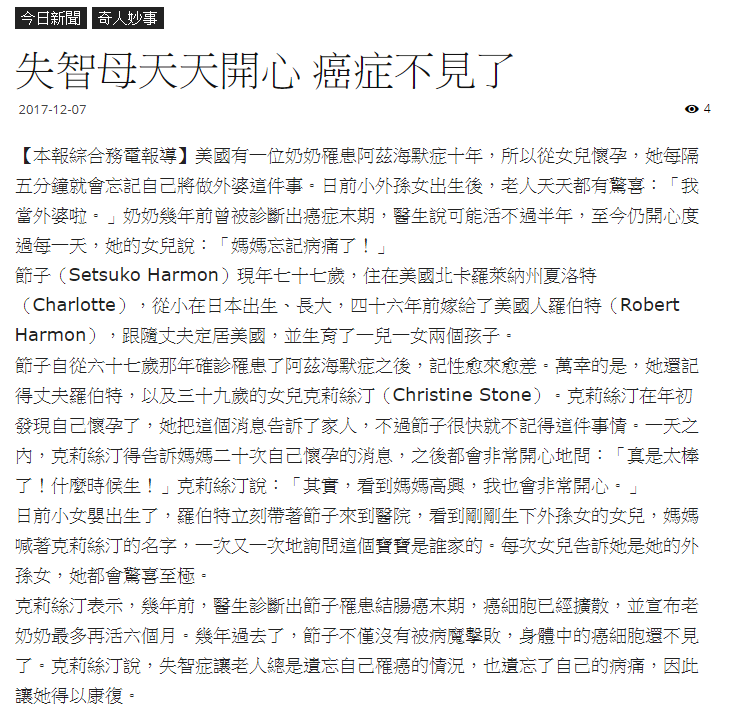 今日新聞 奇人妙事
失智母天天開心 癌症不見了
2017-12-07 4
【本報綜合務電報導】美國有一位奶奶罹患阿茲海默症十年，所以從女兒懷孕，她每隔
五分鐘就會忘記自己將做外婆這件事。日前小外孫女出生後，老人天天都有驚喜：「我
當外婆啦。」奶奶幾年前曾被診斷出癌症末期，醫生說可能活不過半年，至今仍開心度
過每一天，她的女兒說：「媽媽忘記病痛了！」
節子（Setsuko Harmon）現年七十七歲，住在美國北卡羅萊納州夏洛特
（Charlotte），從小在日本出生、長大，四十六年前嫁給了美國人羅伯特（Robert
Harmon），跟隨丈夫定居美國，並生育了一兒一女兩個孩子。
節子自從六十七歲那年確診罹患了阿茲海默症之後，記性愈來愈差。萬幸的是，她還記
得丈夫羅伯特，以及三十九歲的女兒克莉絲汀（Christine Stone）。克莉絲汀在年初
發現自己懷孕了，她把這個消息告訴了家人，不過節子很快就不記得這件事情。一天之
內，克莉絲汀得告訴媽媽二十次自己懷孕的消息，之後都會非常開心地問：「真是太棒
了！什麼時候生！」克莉絲汀說：「其實，看到媽媽高興，我也會非常開心。」
日前小女嬰出生了，羅伯特立刻帶著節子來到醫院，看到剛剛生下外孫女的女兒，媽媽
喊著克莉絲汀的名字，一次又一次地詢問這個寶寶是誰家的。每次女兒告訴她是她的外
孫女，她都會驚喜至極。
克莉絲汀表示，幾年前，醫生診斷出節子罹患結腸癌末期，癌細胞已經擴散，並宣布老
奶奶最多再活六個月。幾年過去了，節子不僅沒有被病魔擊敗，身體中的癌細胞還不見
了。克莉絲汀說，失智症讓老人總是遺忘自己罹癌的情況，也遺忘了自己的病痛，因此
讓她得以康復。